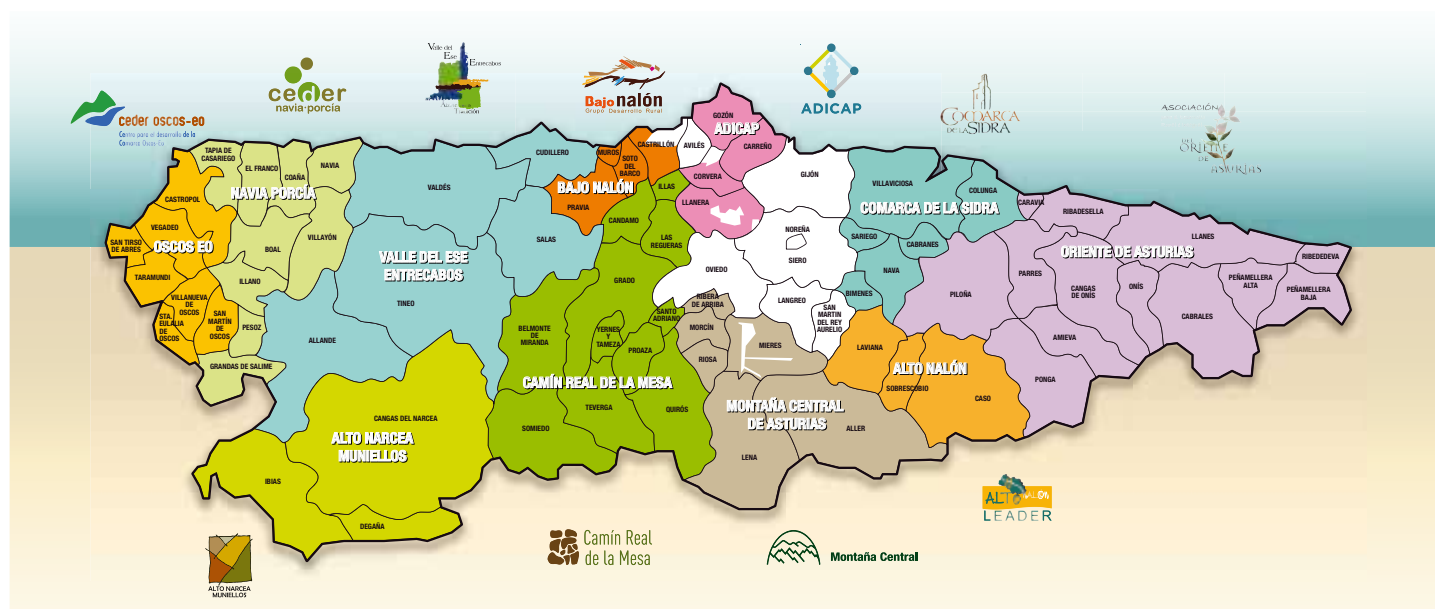 ceder oscos-eo
Centro para el desarrollo de la
Comarca Oscos-Eo
ceder
navia·porcía
Valle del
Ese
Entrecabos
Bajo nalón
Grupo Desarrollo Rural
ADICAP
COMARCA
DE LA SIDRA
ASOCIACIÓN
ORIENTE
DE
ASTURIAS
TAPIA DE
CASARIEGO
EL FRANCO
COAÑA
NAVIA
NAVIA PORCÍA
CASTROPOL
VEGADEO
OSCOS EO
SAN TIRSO
DE ABRES
TARAMUNDI
VILLANUEVA
DE
OSCOS
STA.
EULALIA
DE
OSCOS
SAN
MARTÍN
DE
OSCOS
BOAL
VILLAYÓN
ILLANO
PESOZ
GRANDAS DE SALIME
VALDÉS
CUDILLERO
VALLE DEL ESE
ENTRECABOS
SALAS
TINEO
ALLANDE
MUROS
SOTO
DEL
BARCO
CASTRILLÓN
BAJO NALÓN
PRAVIA
ILLAS
CANDAMO
LAS
REGUERAS
GRADO
AVILÉS
GOZÓN
ADICAP
CARREÑO
CORVERA
LLANERA
GIJÓN
NOREÑA
SIERO
OVIEDO
LANGREO
SAN
MARTIN
DEL REY
AURELIO
VILLAVICIOSA
COLUNGA
COMARCA DE LA SIDRA
SARIEGO
CABRANES
NAVA
BIMENES
CARAVIA
RIBADESELLA
LLANES
ORIENTE DE ASTURIAS
RIBEDEDEVA
PILOÑA
PARRES
CANGAS
DE ONÍS
ONÍS
PEÑAMELLERA
ALTA
PEÑAMELLERA
BAJA
CABRALES
AMIEVA
PONGA
BELMONTE
DE
MIRANDA
YERNES
Y
TAMEZA
SANTO
ADRIANO
PROAZA
CAMÍN REAL DE LA MESA
TEVERGA
QUIRÓS
SOMIEDO
RIBERA
DE ARRIBA
MORCÍN
RIOSA
MIERES
MONTAÑA CENTRAL
DE ASTURIAS
ALLER
LENA
LAVIANA
ALTO NALÓN
SOBRESCOBIO
CASO
CANGAS DEL NARCEA
ALTO NARCEA
MUNIELLOS
IBIAS
DEGAÑA
ALTO NARCEA
MUNIELLOS
Camín Real
de la Mesa
Montaña Central
ALTO NALÓN
LEADER